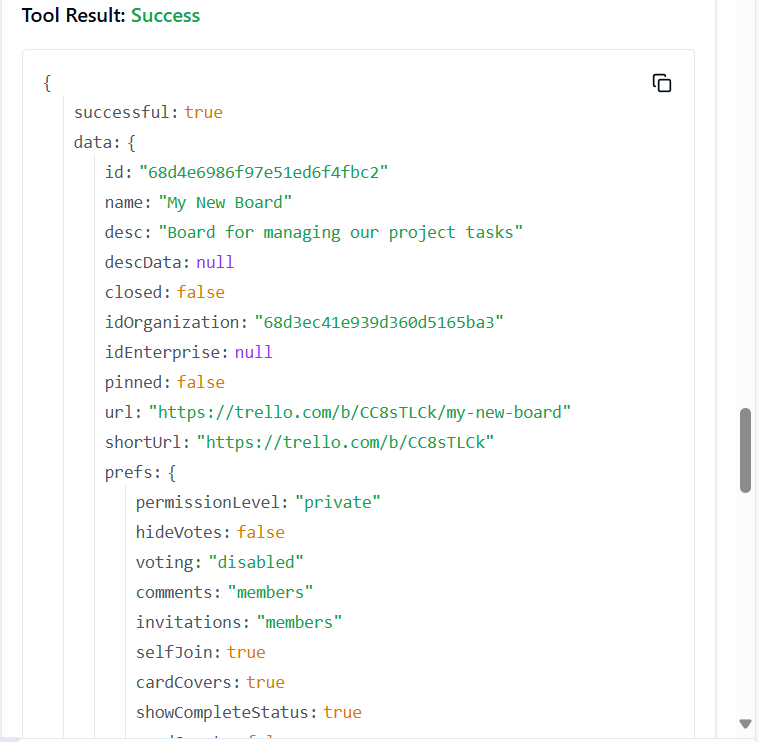 Tool Result: Success
{
successful: true
data: {
id: "68d4e6986f97e51ed6f4fbc2"
name: "My New Board"
desc: "Board for managing our project tasks"
descData: null
closed: false
idOrganization: "68d3ec41e939d360d5165ba3"
idEnterprise: null
pinned: false
url: "https://trello.com/b/CC8sTLCk/my-new-board"
shortUrl: "https://trello.com/b/CC8sTLCk"
prefs: {
permissionLevel: "private"
hideVotes: false
voting: "disabled"
comments: "members"
invitations: "members"
selfJoin: true
cardCovers: true
showCompleteStatus: true